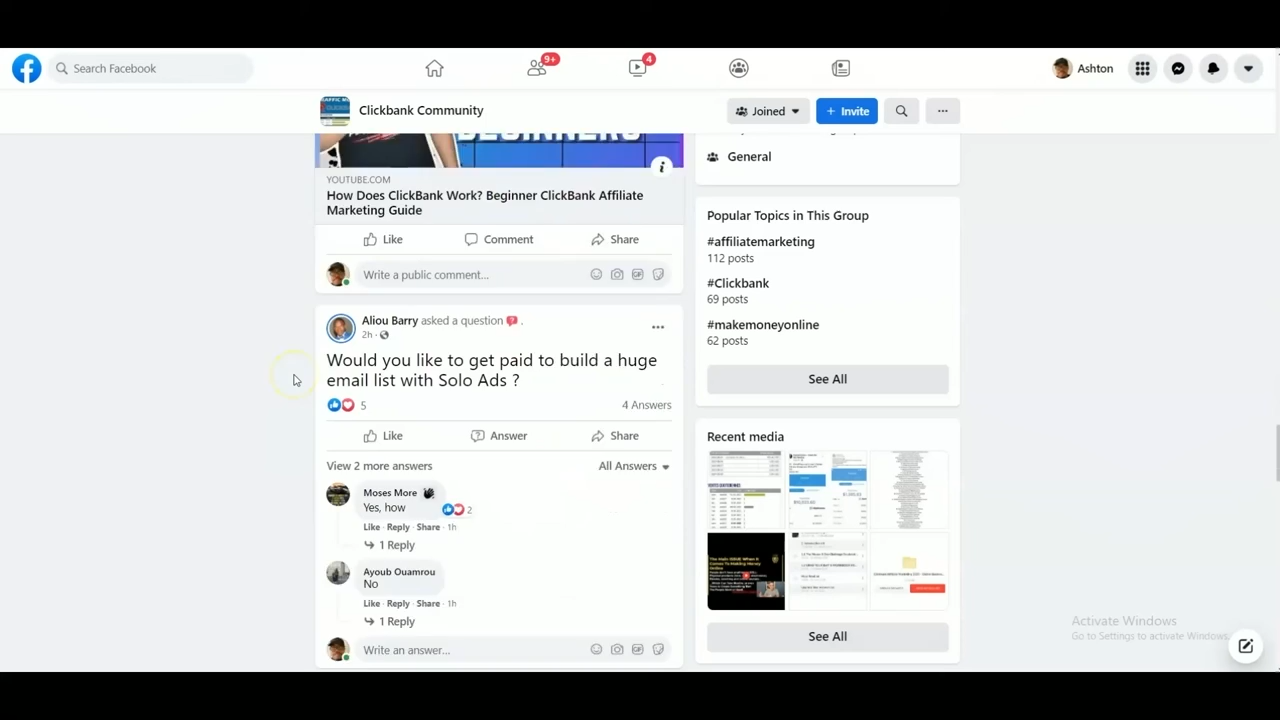 Search Facebook
9+
4
Ashton
Clickbank Community
Joined
+ Invite
BEGINNERS
YOUTUBE.COM
How Does ClickBank Work? Beginner ClickBank Affiliate
Marketing Guide
Like
Comment
Share
Write a public comment...
GIF
Aliou Barry asked a question .
2h ·
Would you like to get paid to build a huge
email list with Solo Ads ?
5
4 Answers
Like
Answer
Share
View 2 more answers
All Answers
Moses More
Yes, how
2
Like · Reply · Share · 1h
1 Reply
Ayoub Ouamrou
No
Like · Reply · Share · 1h
1 Reply
Write an answer...
GIF
General
Popular Topics in This Group
#affiliatemarketing
112 posts
#Clickbank
69 posts
#makemoneyonline
62 posts
See All
Recent media
See All
Activate Windows
Go to Settings to activate Windows.